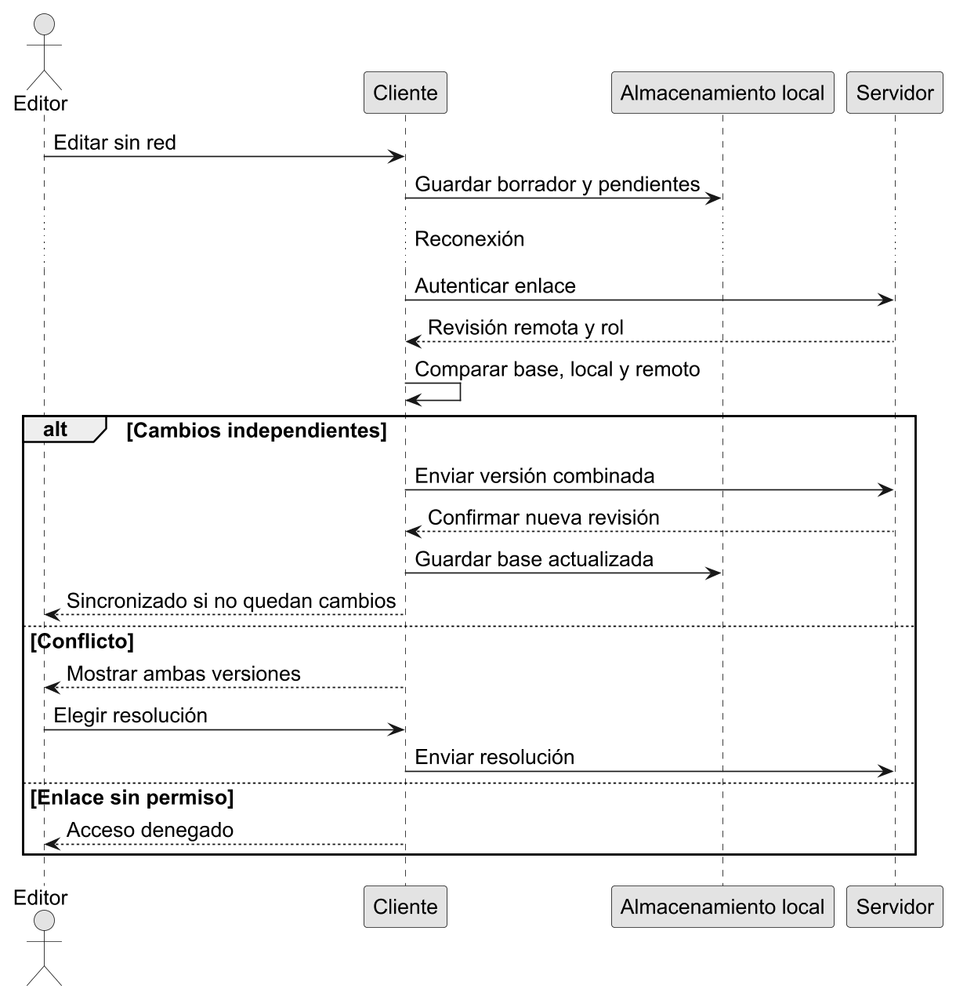 Editor
Cliente
Almacenamiento local
Servidor
Editar sin red
Guardar borrador y pendientes
Reconexión
Autenticar enlace
Revisión remota y rol
Comparar base, local y remoto
alt
[Cambios independientes]
Enviar versión combinada
Confirmar nueva revisión
Guardar base actualizada
Sincronizado si no quedan cambios
[Conflicto]
Mostrar ambas versiones
Elegir resolución
Enviar resolución
[Enlace sin permiso]
Acceso denegado
Editor
Cliente
Almacenamiento local
Servidor